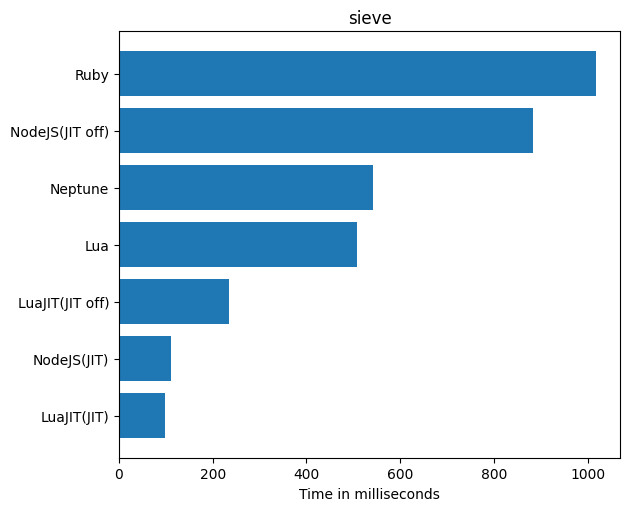 sieve
Ruby
NodeJS(JIT off)
Neptune
Lua
LuaJIT(JIT off)
NodeJS(JIT)
LuaJIT(JIT)
0 200 400 600 800 1000
Time in milliseconds